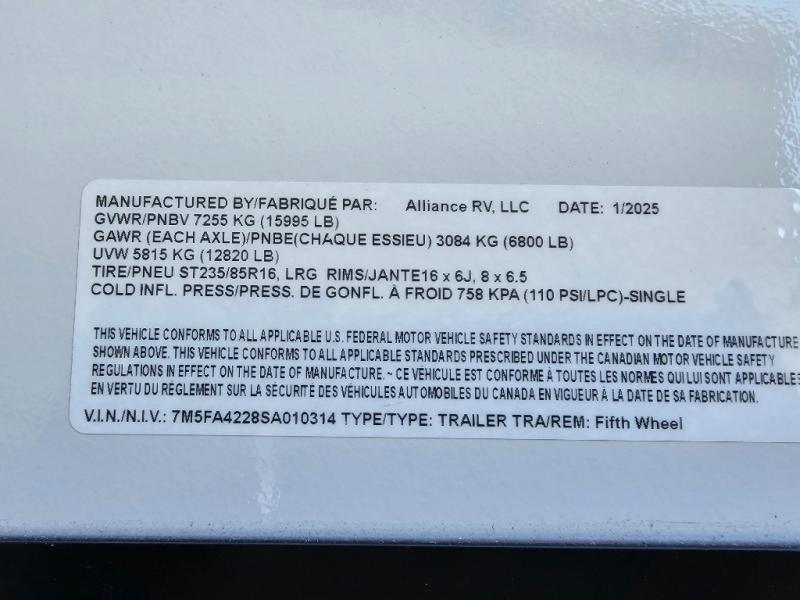 MANUFACTURED BY/FABRIQUÉ PAR: Alliance RV, LLC DATE: 1/2025
GVWR/PNBV 7255 KG (15995 LB)
GAWR (EACH AXLE)/PNBE(CHAQUE ESSIEU) 3084 KG (6800 LB)
UVW 5815 KG (12820 LB)
TIRE/PNEU ST235/85R16, LRG RIMS/JANTE16 x 6J, 8 x 6.5
COLD INFL. PRESS/PRESS. DE GONFL. À FROID 758 KPA (110 PSI/LPC)-SINGLE
THIS VEHICLE CONFORMS TO ALL APPLICABLE U.S. FEDERAL MOTOR VEHICLE SAFETY STANDARDS IN EFFECT ON THE DATE OF MANUFACTURE
SHOWN ABOVE. THIS VEHICLE CONFORMS TO ALL APPLICABLE STANDARDS PRESCRIBED UNDER THE CANADIAN MOTOR VEHICLE SAFETY
REGULATIONS IN EFFECT ON THE DATE OF MANUFACTURE. ~ CE VÉHICULE EST CONFORME À TOUTES LES NORMES QUI LUI SONT APPLICABLES
EN VERTU DU RÈGLEMENT SUR LA SÉCURITÉ DES VÉHICULES AUTOMOBILES DU CANADA EN VIGUEUR À LA DATE DE SA FABRICATION.
V.I.N./N.I.V.: 7M5FA4228SA010314 TYPE/TYPE: TRAILER TRA/REM: Fifth Wheel